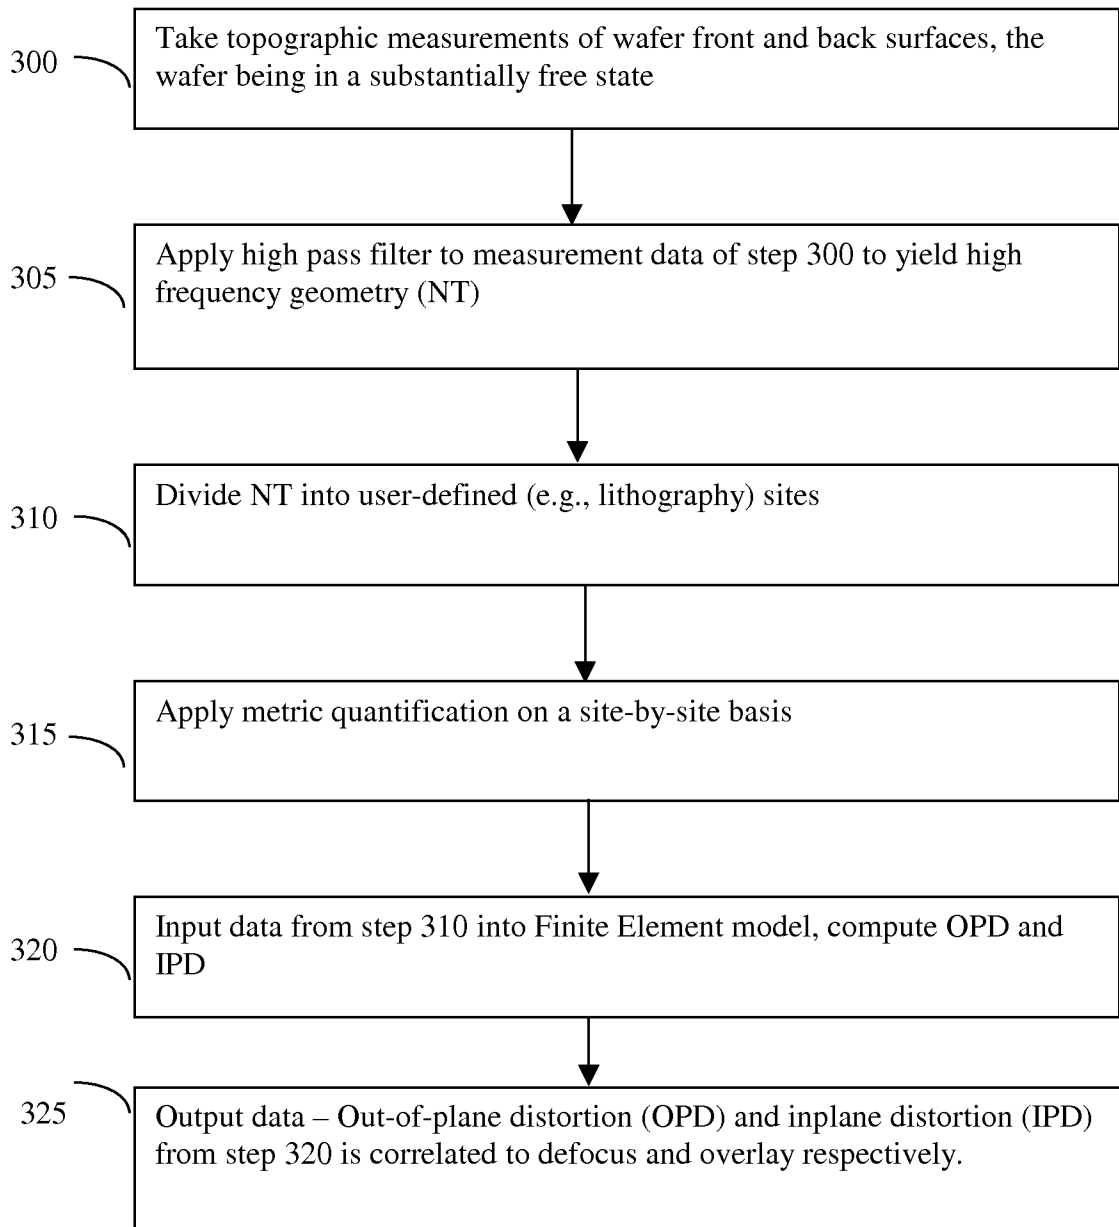 300
Take topographic measurements of wafer front and back surfaces, the
wafer being in a substantially free state
305
Apply high pass filter to measurement data of step 300 to yield high
frequency geometry (NT)
310
Divide NT into user-defined (e.g., lithography) sites
315
Apply metric quantification on a site-by-site basis
320
Input data from step 310 into Finite Element model, compute OPD and
IPD
325
Output data – Out-of-plane distortion (OPD) and inplane distortion (IPD)
from step 320 is correlated to defocus and overlay respectively.